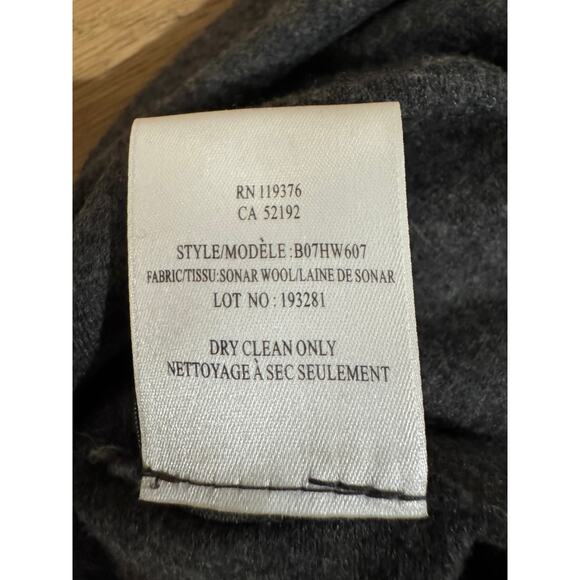 RN 119376
CA 52192
STYLE/MODÈLE :B07HW607
FABRIC/TISSU:SONAR WOOL/LAINE DE SONAR
LOT NO : 193281
DRY CLEAN ONLY
NETTOYAGE À SEC SEULEMENT